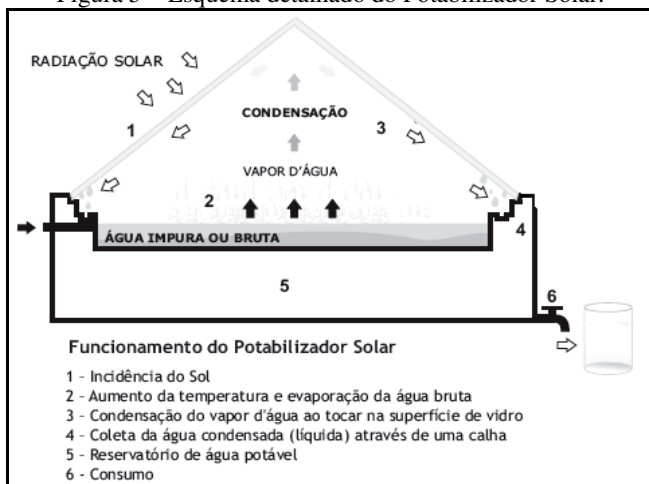 Figura 3 – Esquema detalhado do Potabilizador Solar.
RADIAÇÃO SOLAR
CONDENSAÇÃO
1
3
VAPOR D'ÁGUA
2
4
ÁGUA IMPURA OU BRUTA
5
6
Funcionamento do Potabilizador Solar
1 - Incidência do Sol
2 - Aumento da temperatura e evaporação da água bruta
3 - Condensação do vapor d'água ao tocar na superfície de vidro
4 - Coleta da água condensada (líquida) através de uma calha
5 - Reservatório de água potável
6 - Consumo